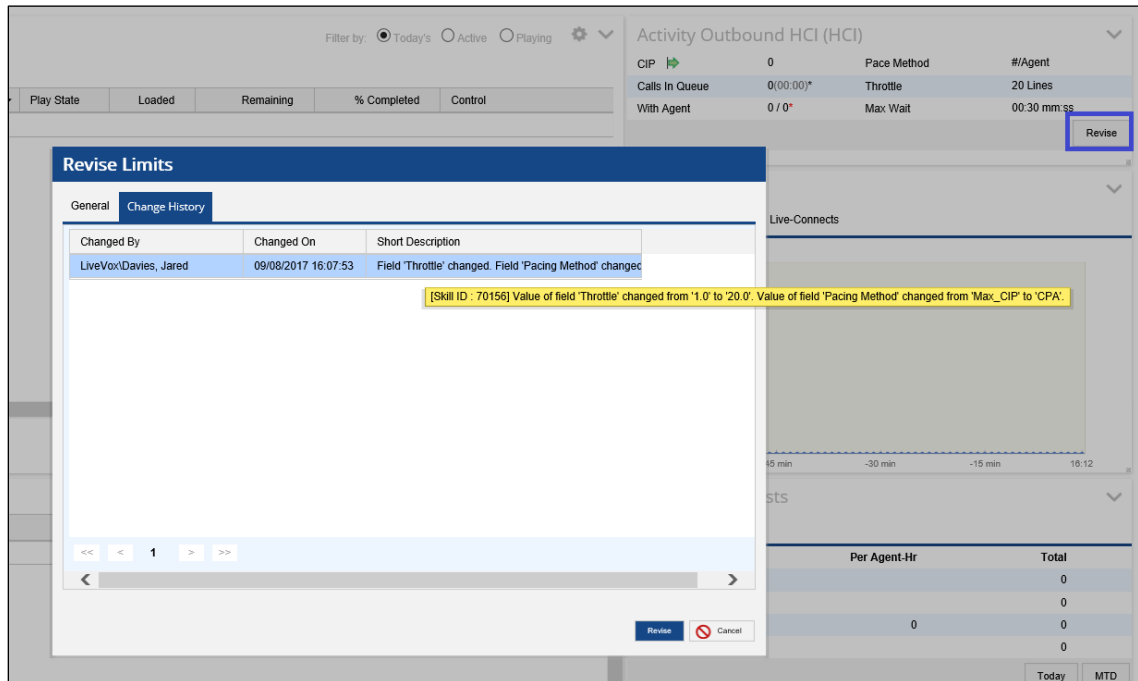 Filter by: Today's Active Playing
Play State Loaded Remaining % Completed Control
Activity Outbound HCI (HCI)
CIP 0 Pace Method #/Agent
Calls In Queue 0(00:00)* Throttle 20 Lines
With Agent 0 / 0* Max Wait 00:30 mm:ss
Revise
Revise Limits
General Change History
Changed By Changed On Short Description
LiveVox\Davies, Jared 09/08/2017 16:07:53 Field 'Throttle' changed. Field 'Pacing Method' changed
[Skill ID : 70156] Value of field 'Throttle' changed from '1.0' to '20.0'. Value of field 'Pacing Method' changed from 'Max_CIP' to 'CPA'.
<< < 1 > >>
Revise Cancel
Live-Connects
45 min -30 min -15 min 16:12
sts
Per Agent-Hr Total
0
0
0 0
0
Today MTD